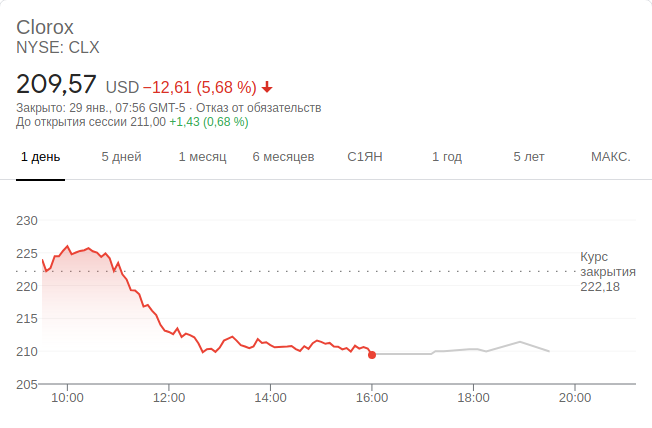 Clorox
NYSE: CLX
209,57 USD −12,61 (5,68 %)
Закрыто: 29 янв., 07:56 GMT-5 · Отказ от обязательств
До открытия сессии 211,00 +1,43 (0,68 %)
1 день 5 дней 1 месяц 6 месяцев С1ЯН 1 год 5 лет МАКС.
230
225
220
215
210
205
Курс
закрытия
222,18
10:00 12:00 14:00 16:00 18:00 20:00